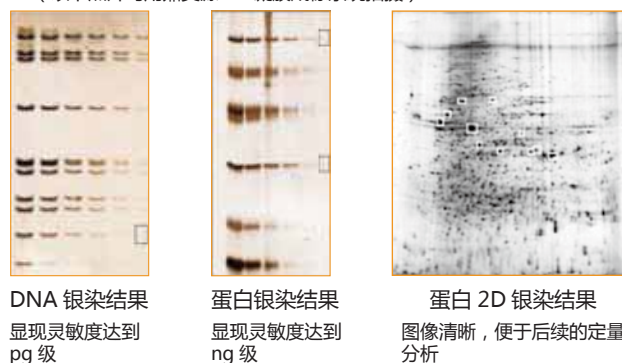 DNA 银染结果
显现灵敏度达到
pg 级
蛋白银染结果
显现灵敏度达到
ng 级
蛋白 2D 银染结果
图像清晰，便于后续的定量
分析